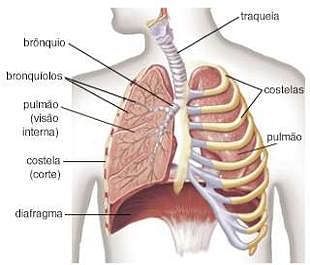 traqueia
brônquio
bronquíolos
costelas
pulmão
(visão
interna)
pulmão
costela
(corte)
diafragma